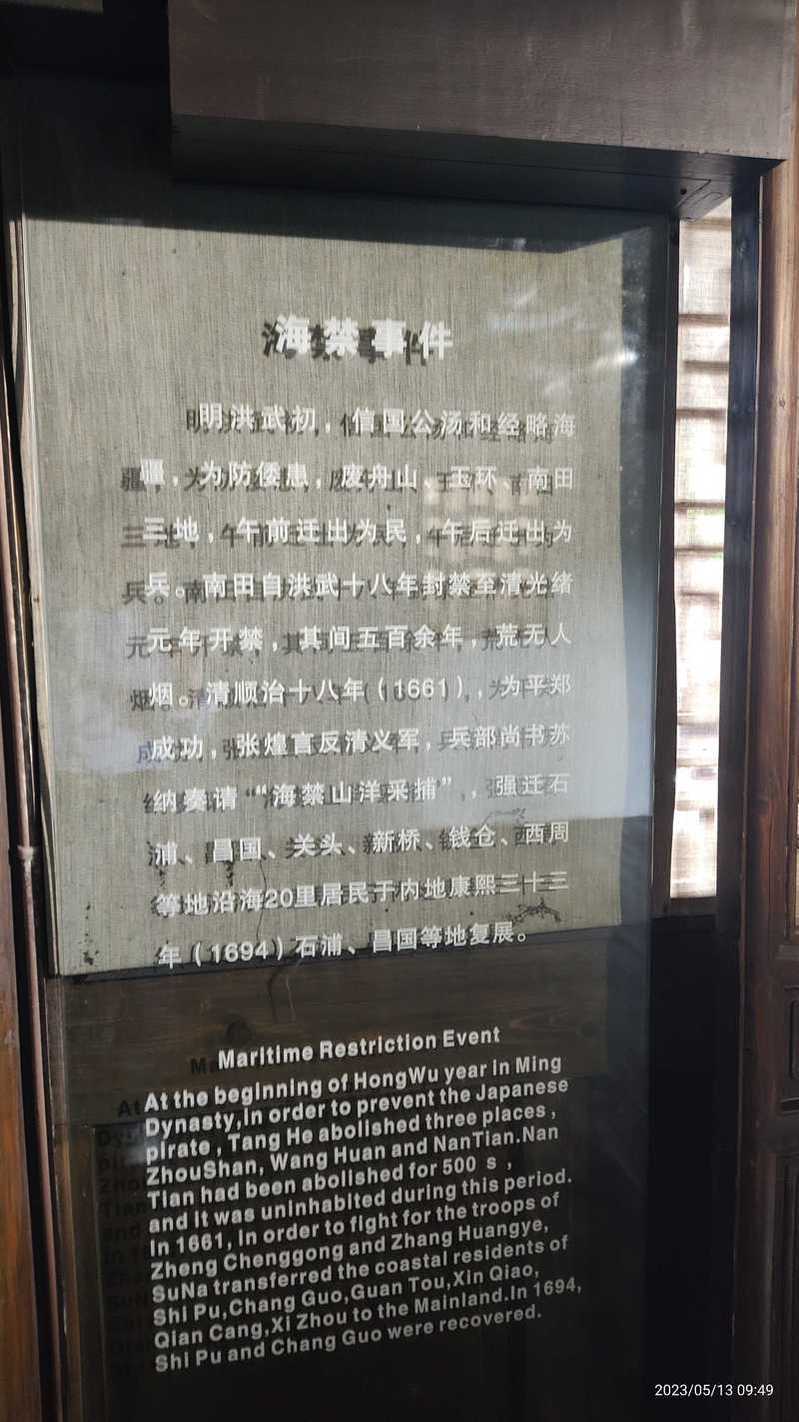 海禁事件
明洪武初，信国公汤和经略海
疆，为防倭患，废舟山、玉环、南田
三地，午前迁出为民，午后迁出为
兵。南田自洪武十八年封禁至清光绪
元年开禁，其间五百余年，荒无人
烟。清顺治十八年（1661），为平郑
成功，张煌言反清义军，兵部尚书苏
纳奏请“海禁山洋采捕”，强迁石
浦、昌国、关头、新桥、钱仓、西周
等地沿海20里居民于内地康熙三十三
年（1694）石浦、昌国等地复展。
Maritime Restriction Event
At the beginning of HongWu year in Ming
Dynasty,in order to prevent the Japanese
pirate , Tang He abolished three places ,
ZhouShan, Wang Huan and NanTian.Nan
Tian had been abolished for 500 s ,
and it was uninhabited during this period.
In 1661, in order to fight for the troops of
Zheng Chenggong and Zhang Huangye,
SuNa transferred the coastal residents of
Shi Pu,Chang Guo,Guan Tou,Xin Qiao,
Qian Cang,Xi Zhou to the Mainland.In 1694,
Shi Pu and Chang Guo were recovered.
2023/05/13 09:49